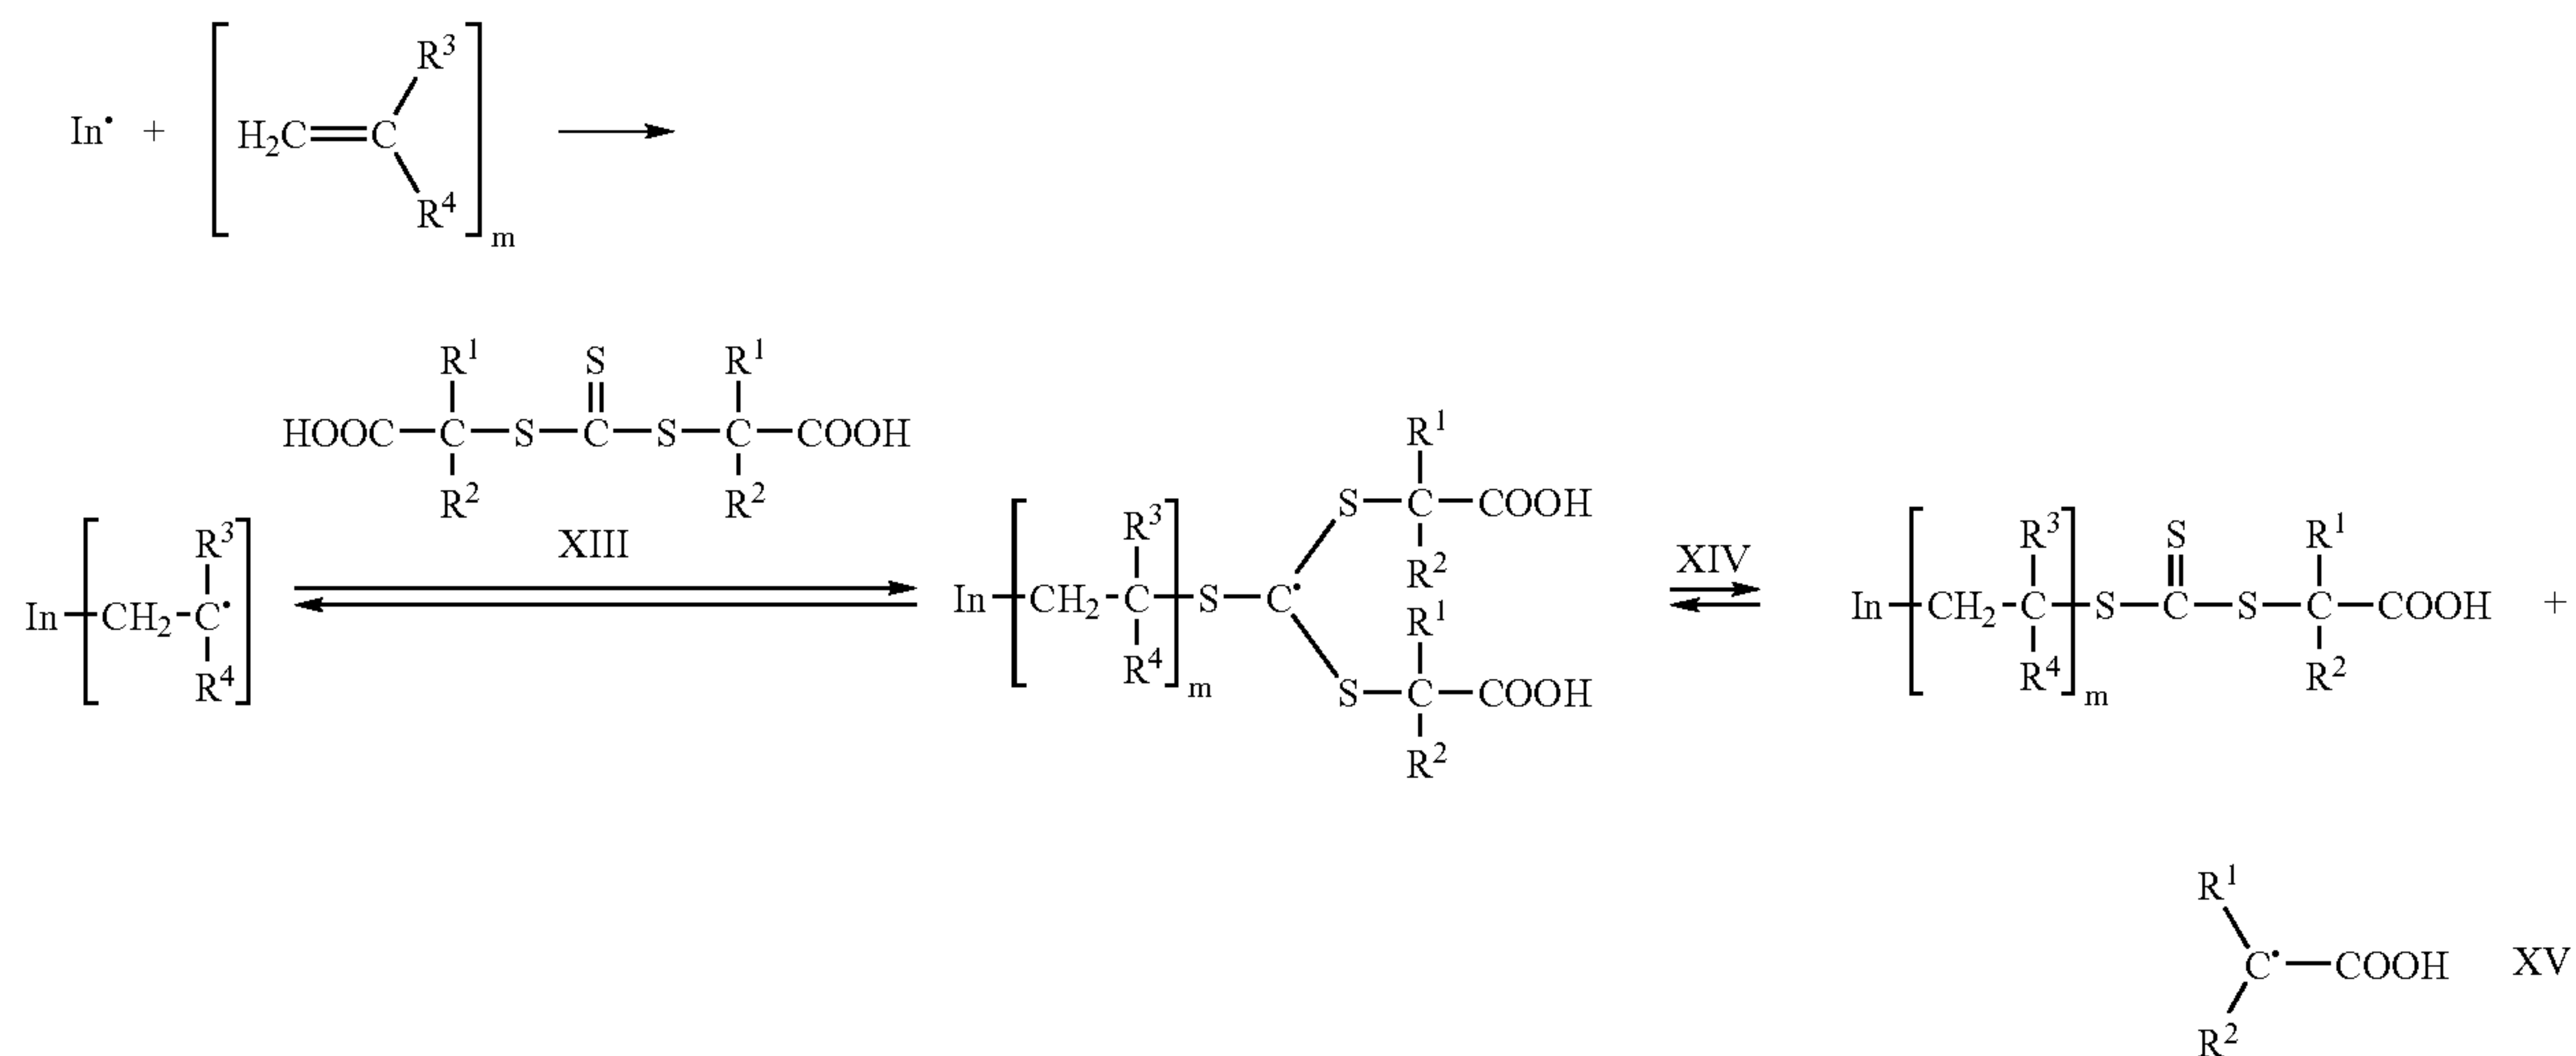 In• + [ H₂C=C R³ R⁴ ]m
R¹ S R¹
HOOC—C—S—C—S—C—COOH
R² R²
XIII
In [ CH₂–C• R³ R⁴ ]
R¹
S—C—COOH
R²
In [ CH₂–C R³ R⁴ ]m S—C•
R¹
S—C—COOH
R²
XIV
R³ S R¹
In [ CH₂–C ]m S—C—S—C—COOH +
R⁴ R²
R¹
C•—COOH XV
R²